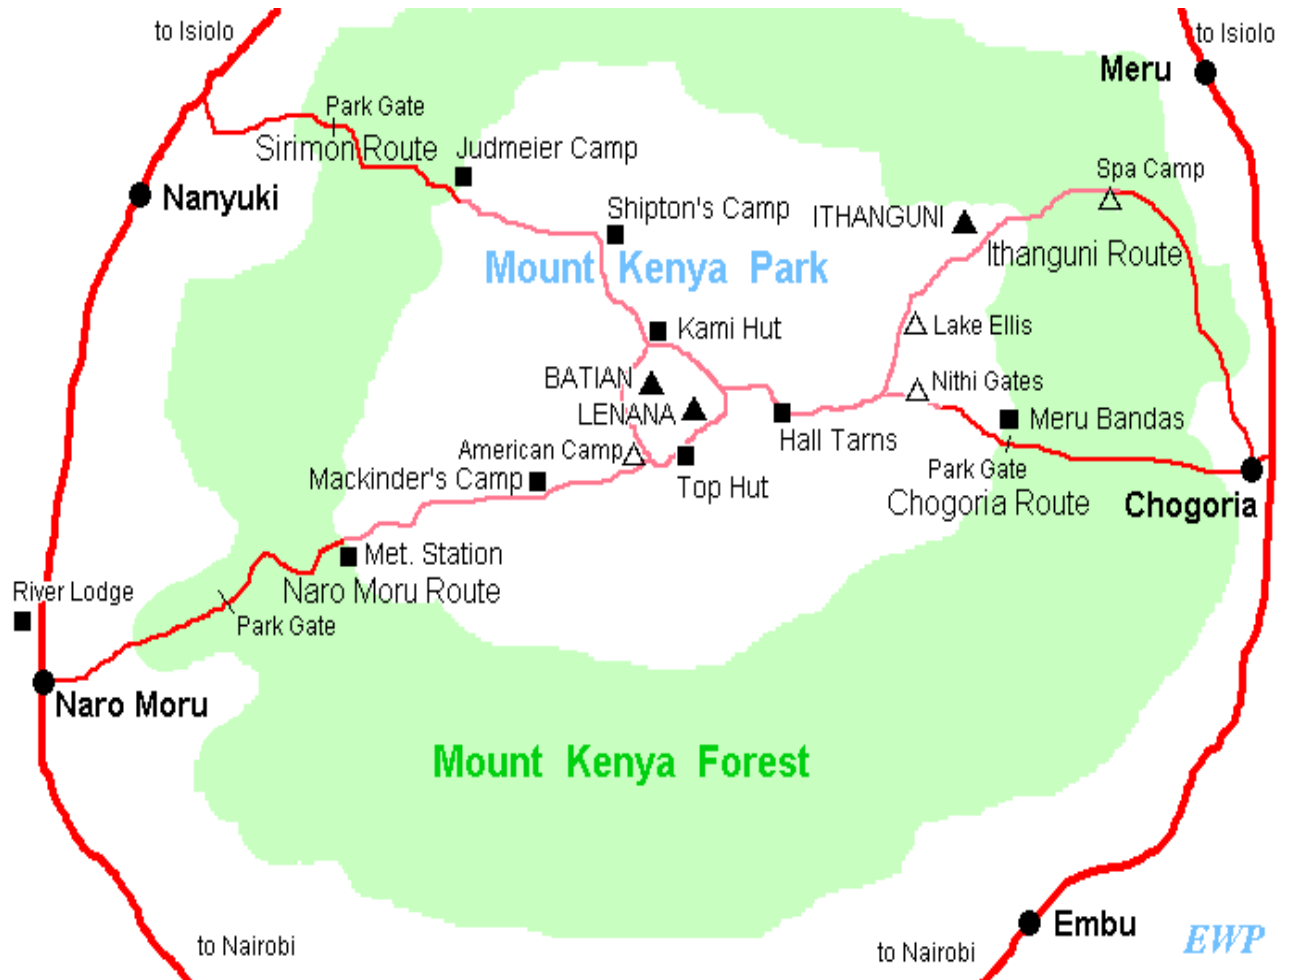 to Isiolo
to Isiolo
Meru
Park Gate
Sirimon Route
Judmeier Camp
Spa Camp
Nanyuki
Shipton's Camp
ITHANGUNI
Ithanguni Route
Mount Kenya Park
Kami Hut
Lake Ellis
BATIAN
Nithi Gates
LENANA
Meru Bandas
Hall Tarns
American Camp
Park Gate
Mackinder's Camp
Top Hut
Chogoria Route
Chogoria
Met. Station
River Lodge
Naro Moru Route
Park Gate
Naro Moru
Mount Kenya Forest
Embu
to Nairobi
to Nairobi
EWP